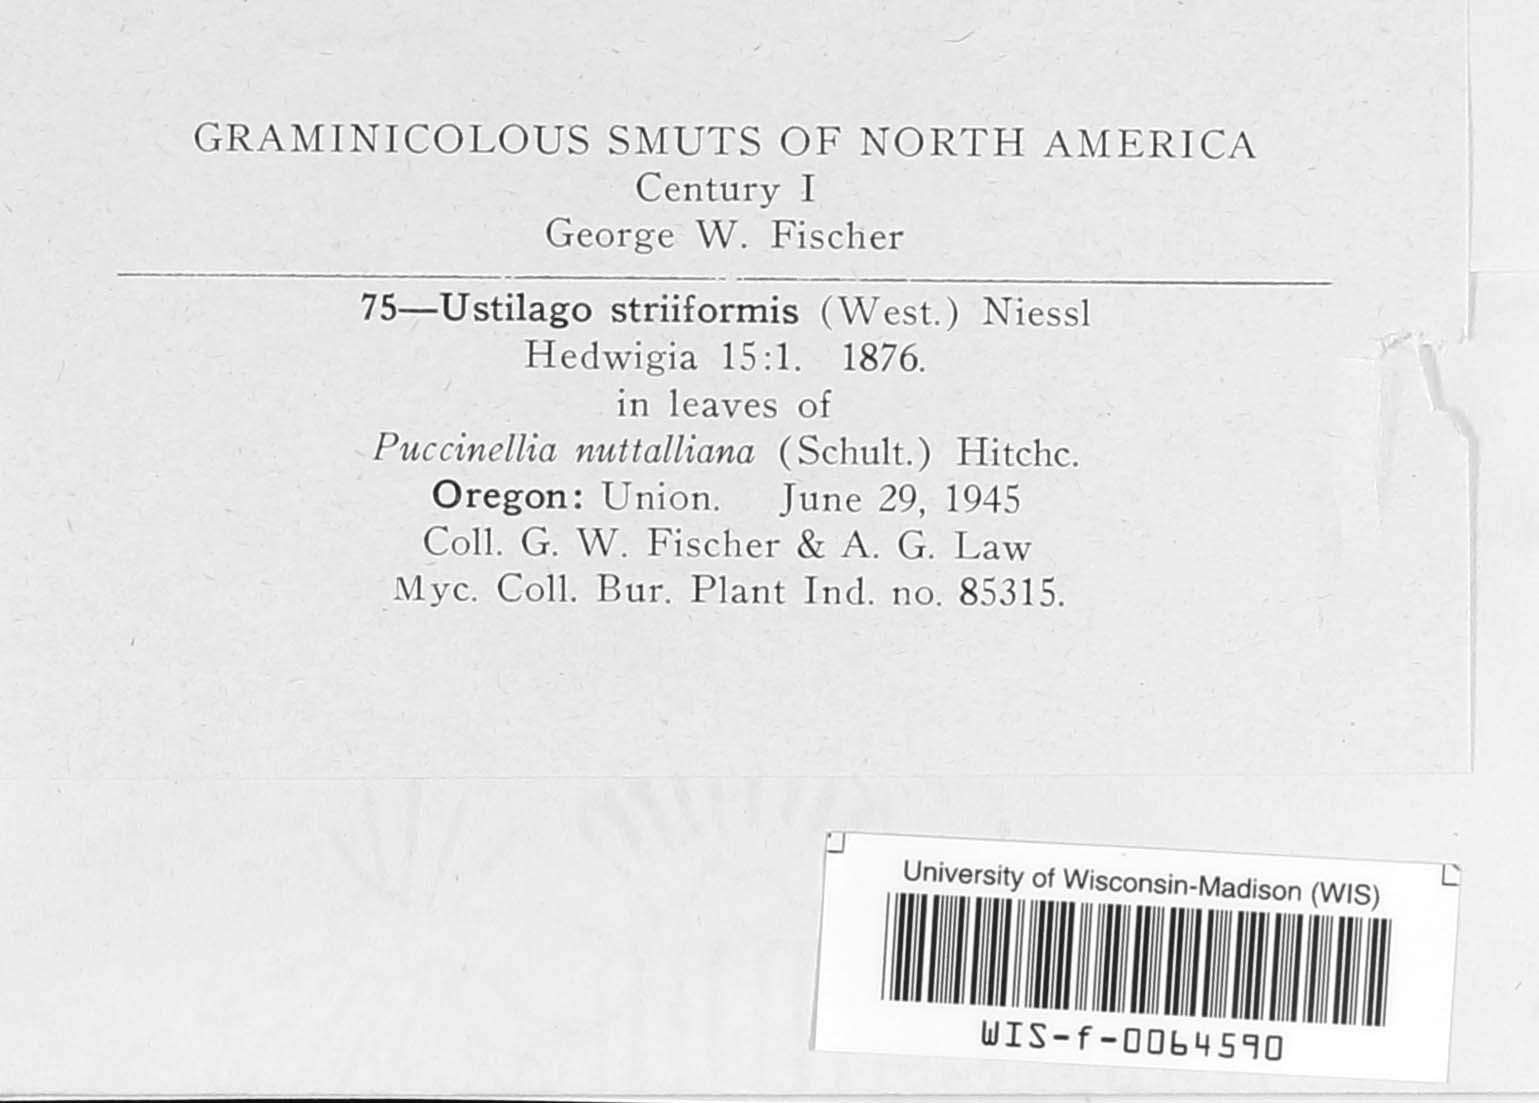 GRAMINICOLOUS SMUTS OF NORTH AMERICA
Century I
George W. Fischer
75—Ustilago striiformis (West.) Niessl
Hedwigia 15:1. 1876.
in leaves of
Puccinellia nuttalliana (Schult.) Hitchc.
Oregon: Union. June 29, 1945
Coll. G. W. Fischer & A. G. Law
Myc. Coll. Bur. Plant Ind. no. 85315.
University of Wisconsin-Madison (WIS)
WIS-f-0064590